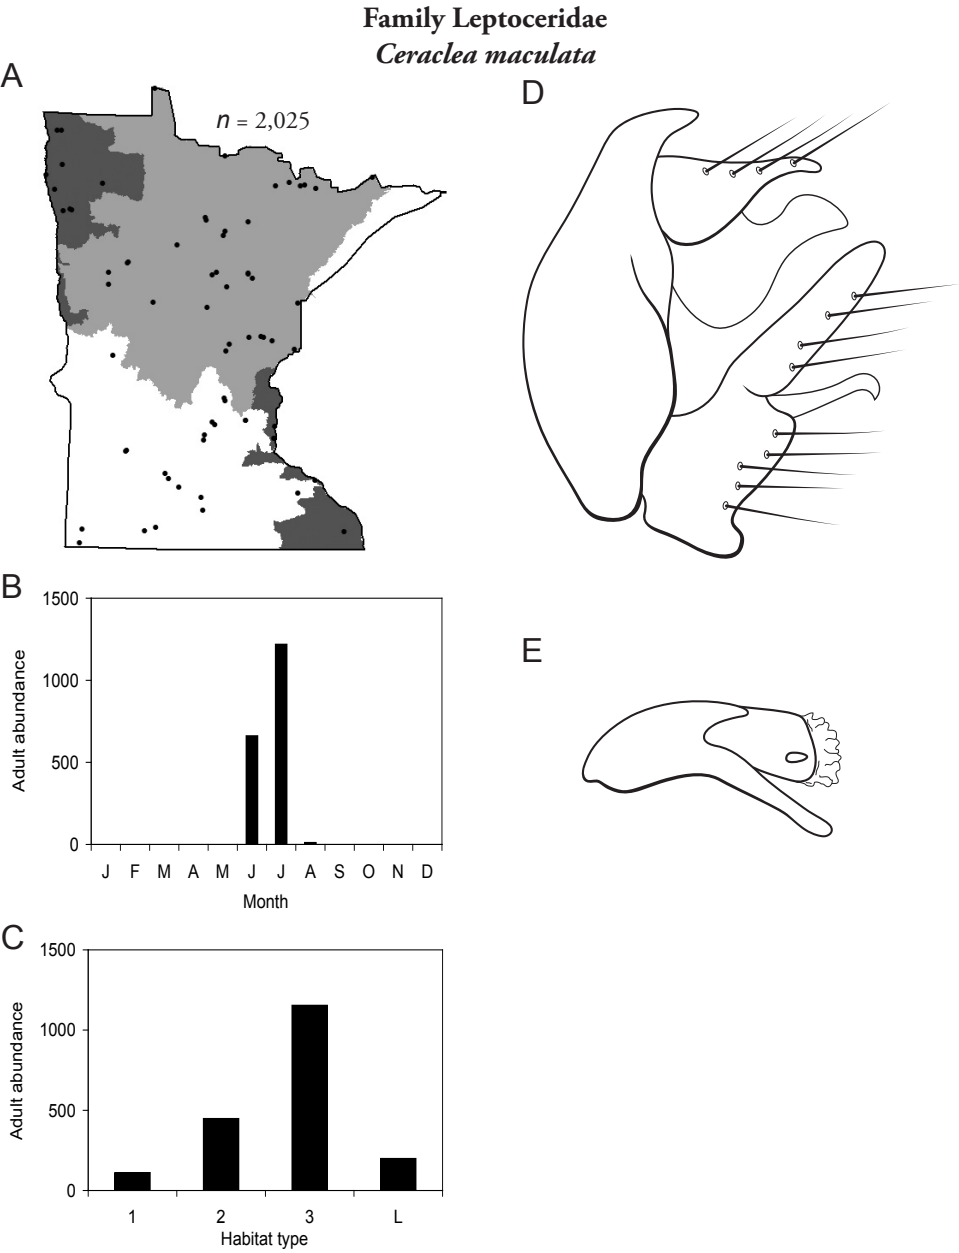 Family Leptoceridae
Ceraclea maculata
A
n = 2,025
D
B
1500
1000
500
0
Adult abundance
J F M A M J J A S O N D
Month
E
C
1500
1000
500
0
Adult abundance
1 2 3 L
Habitat type